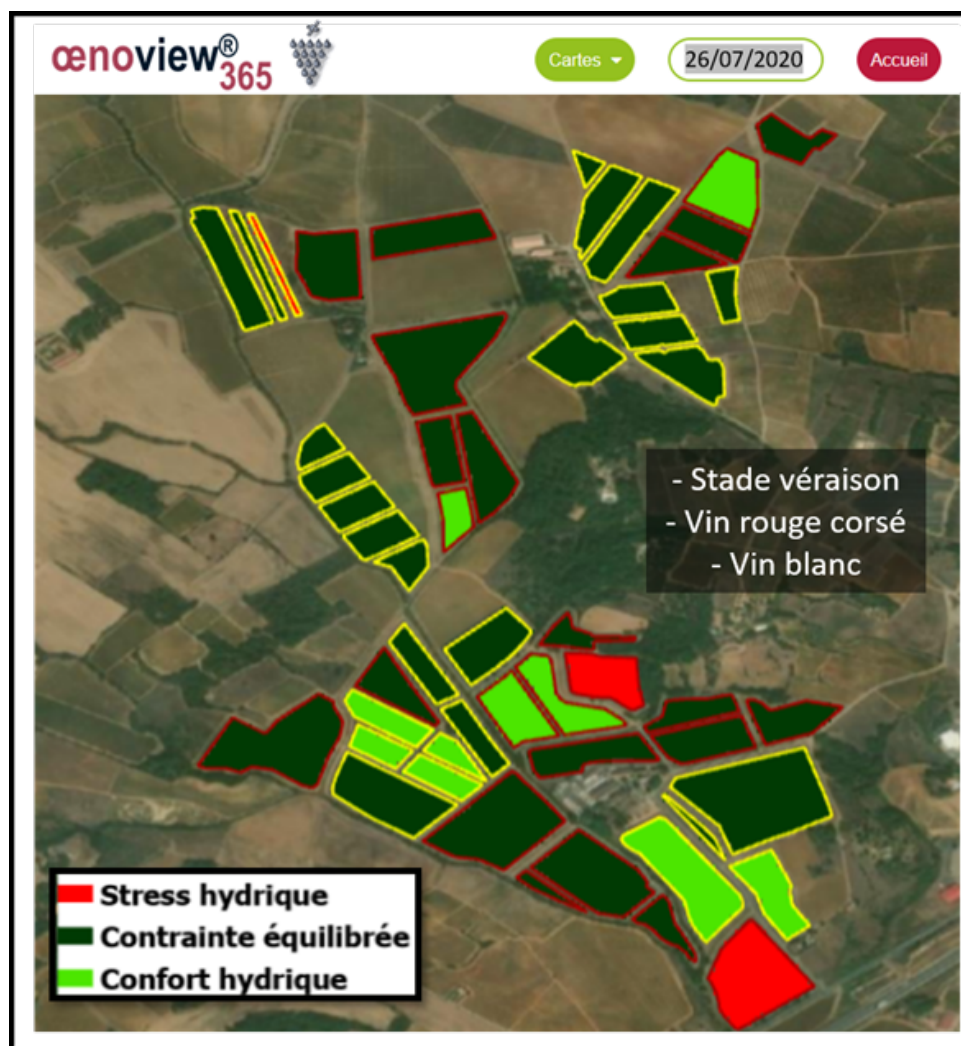 œnoview®
365
Cartes
26/07/2020
Accueil
- Stade véraison
- Vin rouge corsé
- Vin blanc
Stress hydrique
Contrainte équilibrée
Confort hydrique